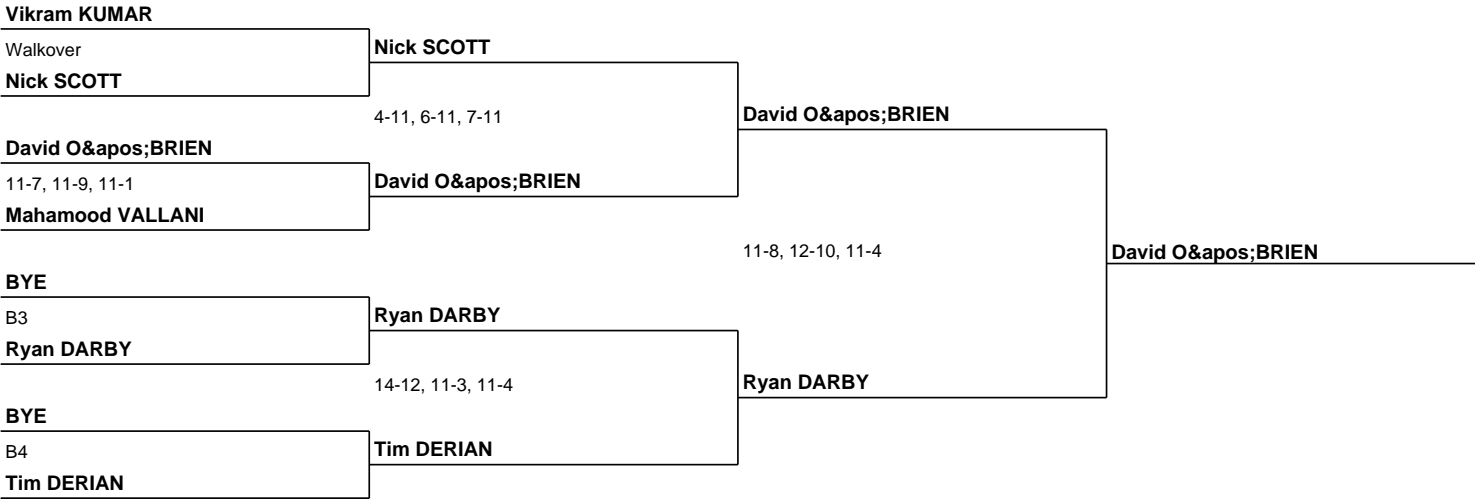 Vikram KUMAR
Walkover
Nick SCOTT
Nick SCOTT
4-11, 6-11, 7-11
David O&apos;BRIEN
David O&apos;BRIEN
11-7, 11-9, 11-1
David O&apos;BRIEN
Mahamood VALLANI
11-8, 12-10, 11-4
David O&apos;BRIEN
BYE
B3
Ryan DARBY
Ryan DARBY
14-12, 11-3, 11-4
Ryan DARBY
BYE
B4
Tim DERIAN
Tim DERIAN